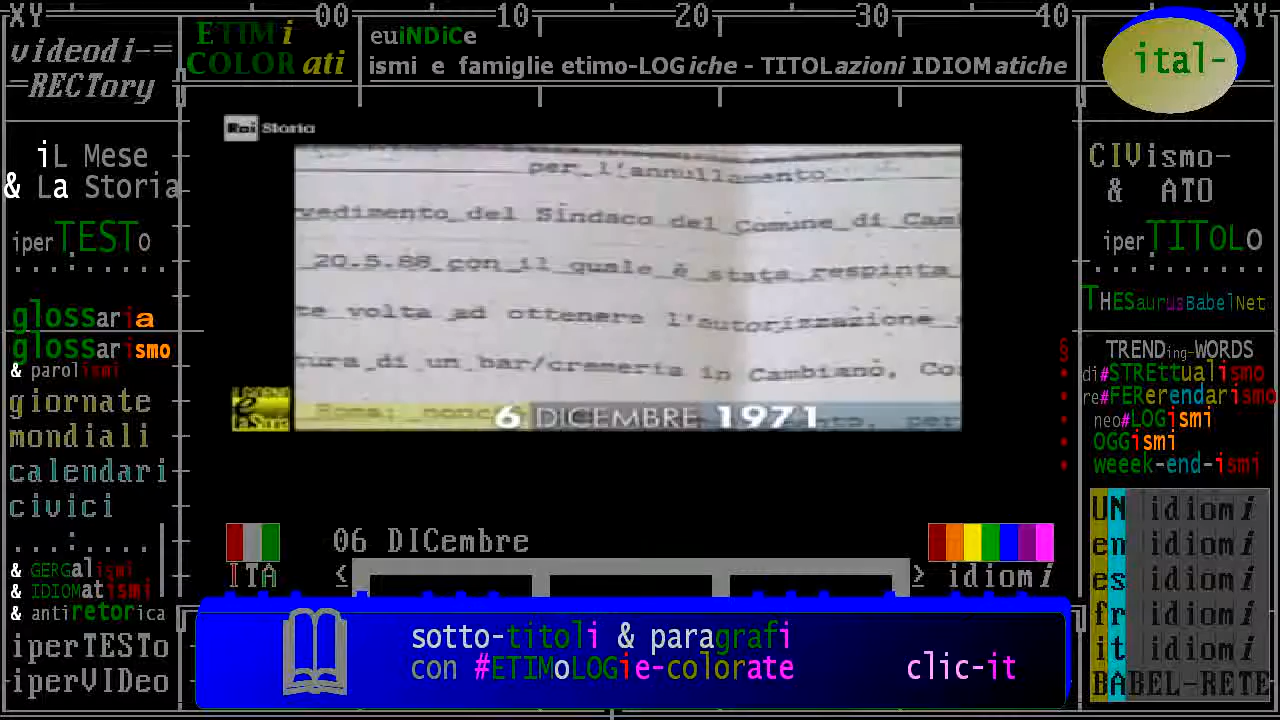 XY 00 10 20 30 40 XY
videodi-=
=RECTory
ETIMi
COLORati
euiNDiCe
ismi e famiglie etimo-LOGiche - TITOLazioni IDIOMatiche
ital-
iL Mese
& La Storia
iperTESTo
glossaria
glossarismo
& parolismi
giornate
mondiali
calendari
civici
& GERGalismi
& IDIOMatismi
& antiretorica
iperTESTo
iperVIDeo
Rai Storia
per l'annullamento
vedimento del Sindaco del Comune di Cam
20.5.88 con il quale è stata respinta
te volta ad ottenere l'autorizzazione
tura di un bar/cremeria in Cambiano, Co
6 DICEMBRE 1971
06 DICembre
ITA
< > idiomi
sotto-titoli & paragrafi
con #ETIMoLOGie-colorate clic-it
CIVismo-
& ATO
iperTITOLO
THESaurusBabelNet
§
TRENDing-WORDS
di#STREttualismo
re#FERerendarismo
neo#LOGismi
OGGismi
weeek-end-ismi
UN idiomi
en idiomi
es idiomi
fr idiomi
it idiomi
BABEL-RETE